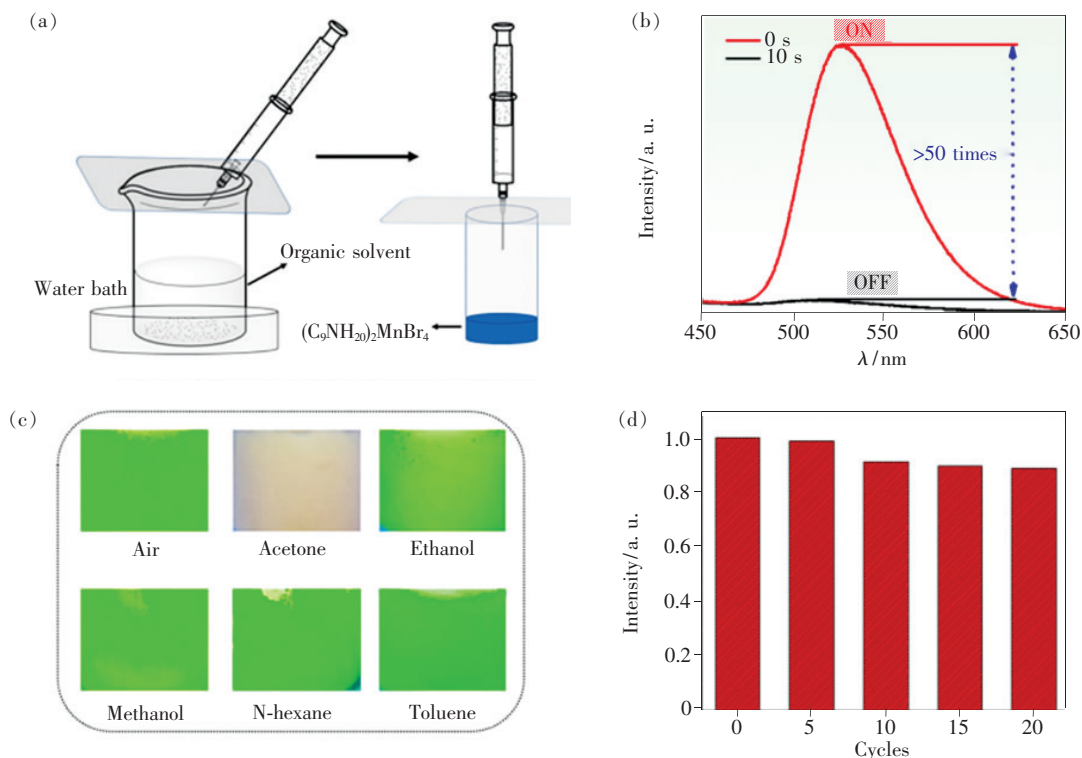 (a)
Water bath
Organic solvent
(C₉NH₂₀)₂MnBr₄
(b)
Intensity/a. u.
0 s
10 s
ON
>50 times
OFF
450 500 550 600 650
λ/nm
(c)
Air Acetone Ethanol
Methanol N-hexane Toluene
(d)
Intensity/a. u.
1.0
0.8
0.6
0.4
0.2
0
0 5 10 15 20
Cycles